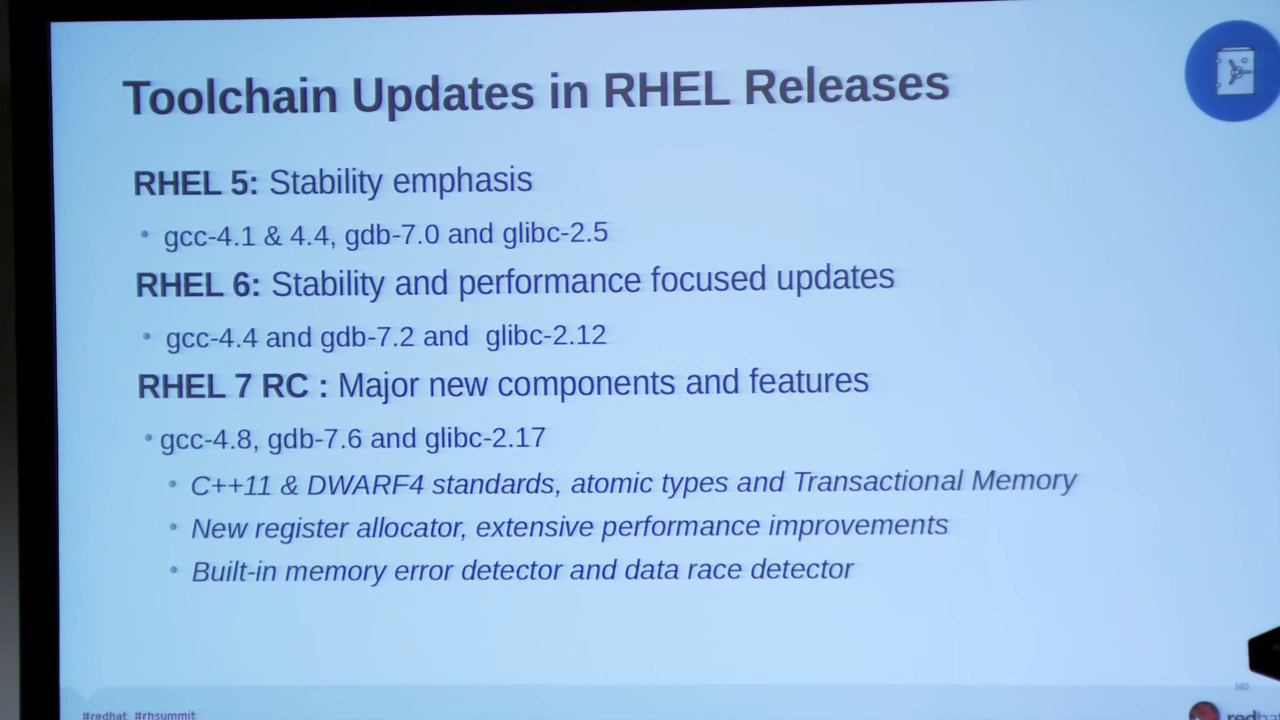 Toolchain Updates in RHEL Releases
RHEL 5: Stability emphasis
• gcc-4.1 & 4.4, gdb-7.0 and glibc-2.5
RHEL 6: Stability and performance focused updates
• gcc-4.4 and gdb-7.2 and glibc-2.12
RHEL 7 RC : Major new components and features
• gcc-4.8, gdb-7.6 and glibc-2.17
• C++11 & DWARF4 standards, atomic types and Transactional Memory
• New register allocator, extensive performance improvements
• Built-in memory error detector and data race detector
#redhat #rhsummit